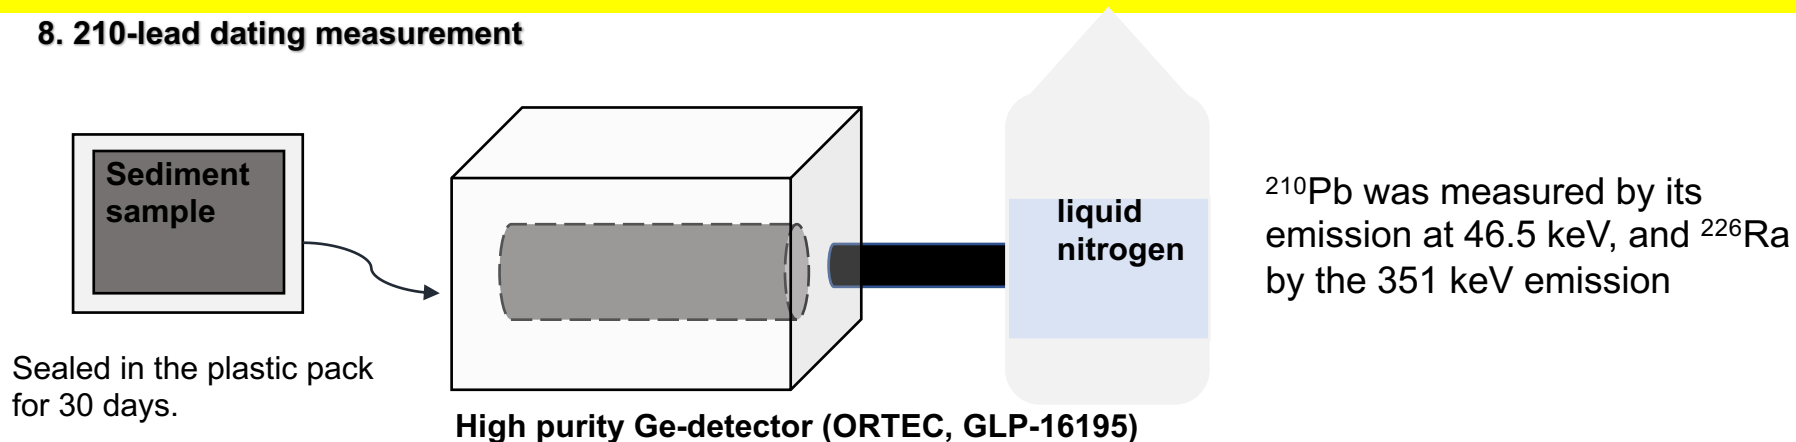 8. 210-lead dating measurement
Sediment
sample
liquid
nitrogen
²¹⁰Pb was measured by its
emission at 46.5 keV, and ²²⁶Ra
by the 351 keV emission
Sealed in the plastic pack
for 30 days.
High purity Ge-detector (ORTEC, GLP-16195)